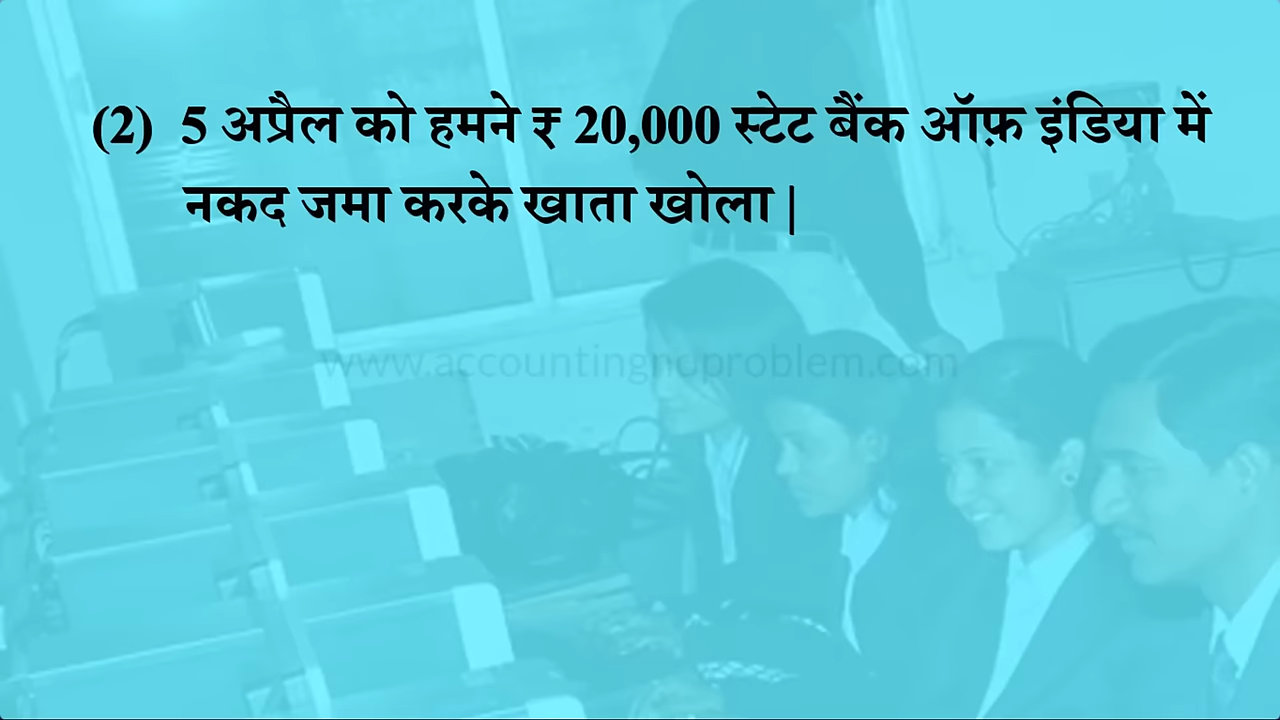 (2) 5 अप्रैल को हमने ₹ 20,000 स्टेट बैंक ऑफ़ इंडिया में
नकद जमा करके खाता खोला |
www.accountingnoproblem.com